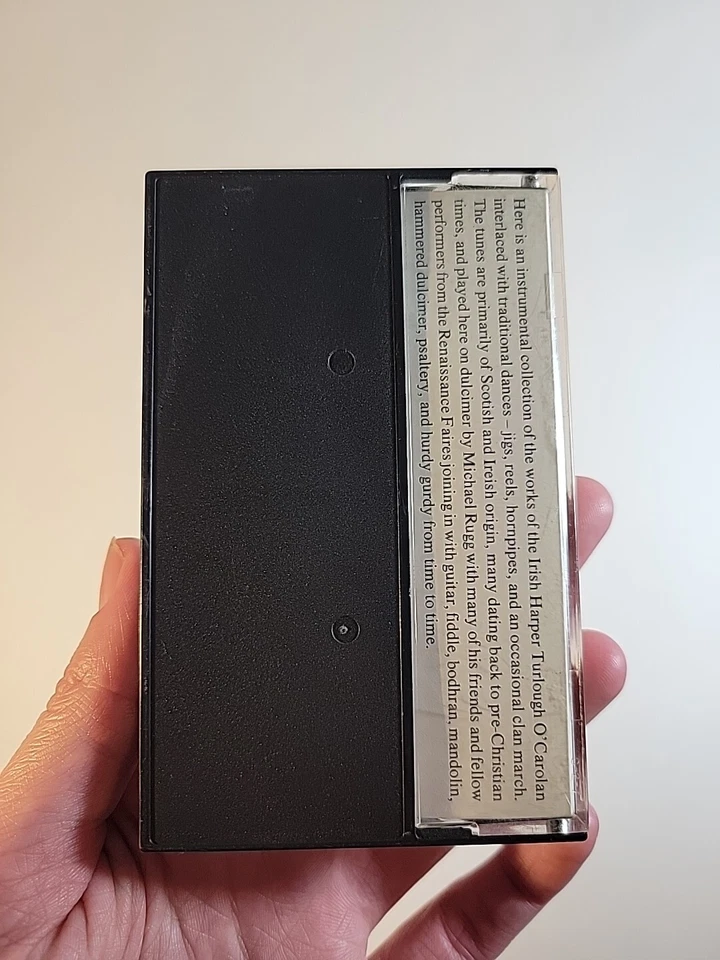 Here is an instrumental collection of the works of the Irish Harper Turlough O'Carolan
interlaced with traditional dances – jigs, reels, hornpipes, and an occasional clan march.
The tunes are primarily of Scotish and Ireish origin, many dating back to pre-Christian
times, and played here on dulcimer by Michael Rugg with many of his friends and fellow
performers from the Renaissance Faires joining in with guitar, fiddle, bodhran, mandolin,
hammered dulcimer, psaltery, and hurdy gurdy from time to time.